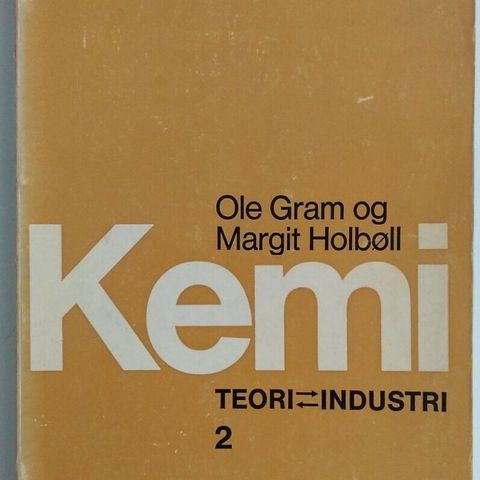 Ole Gram og
Margit Holbøll
Kemi
TEORI⇄INDUSTRI
2